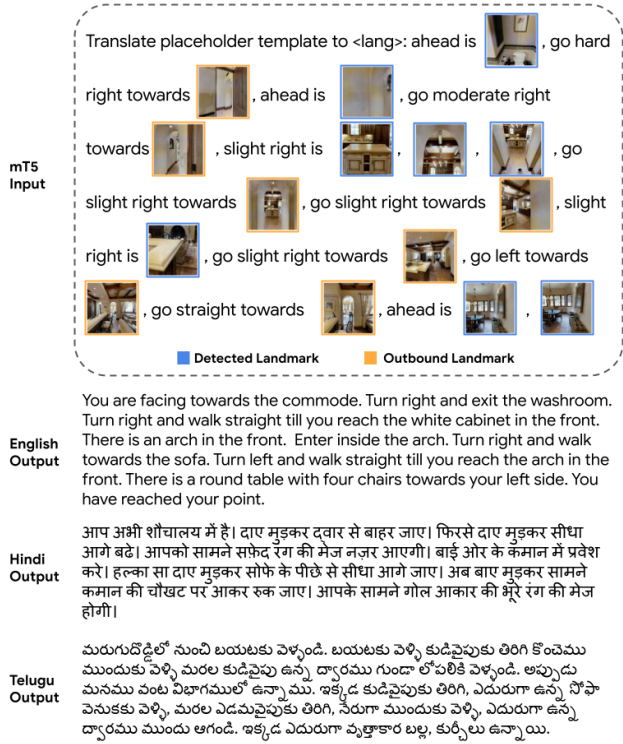 Translate placeholder template to <lang>: ahead is , go hard
right towards , ahead is , go moderate right
mT5
Input
towards , slight right is , , , go
slight right towards , go slight right towards , slight
right is , go slight right towards , go left towards
, go straight towards , ahead is ,
Detected Landmark Outbound Landmark
English
Output
You are facing towards the commode. Turn right and exit the washroom.
Turn right and walk straight till you reach the white cabinet in the front.
There is an arch in the front. Enter inside the arch. Turn right and walk
towards the sofa. Turn left and walk straight till you reach the arch in the
front. There is a round table with four chairs towards your left side. You
have reached your point.
Hindi
Output
आप अभी शौचालय में है। दाए मुड़कर द्वार से बाहर जाए। फिरसे दाए मुड़कर सीधा
आगे बढे। आपको सामने सफ़ेद रंग की मेज नज़र आएगी। बाई ओर के कमान में प्रवेश
करे। हल्का सा दाए मुड़कर सोफे के पीछे से सीधा आगे जाए। अब बाए मुड़कर सामने
कमान की चौखट पर आकर रुक जाए। आपके सामने गोल आकार की भूरे रंग की मेज
होगी।
Telugu
Output
మరుగుదొడ్డిలో నుంచి బయటకు వెళ్ళండి. బయటకు వెళ్ళి కుడివైపుకు తిరిగి కొంచెము
ముందుకు వెళ్ళి మరల కుడివైపు ఉన్న ద్వారము గుండా లోపలికి వెళ్ళండి. అప్పుడు
మనము వంట విభాగములో ఉన్నాము. ఇక్కడ కుడివైపుకు తిరిగి, ఎదురుగా ఉన్న సోఫా
వెనుకకు వెళ్ళి, మరల ఎడమవైపుకు తిరిగి, నేరుగా ముందుకు వెళ్ళి, ఎదురుగా ఉన్న
ద్వారము ముందు ఆగండి. ఇక్కడ ఎదురుగా వృత్తాకార బల్ల, కుర్చీలు ఉన్నాయి.